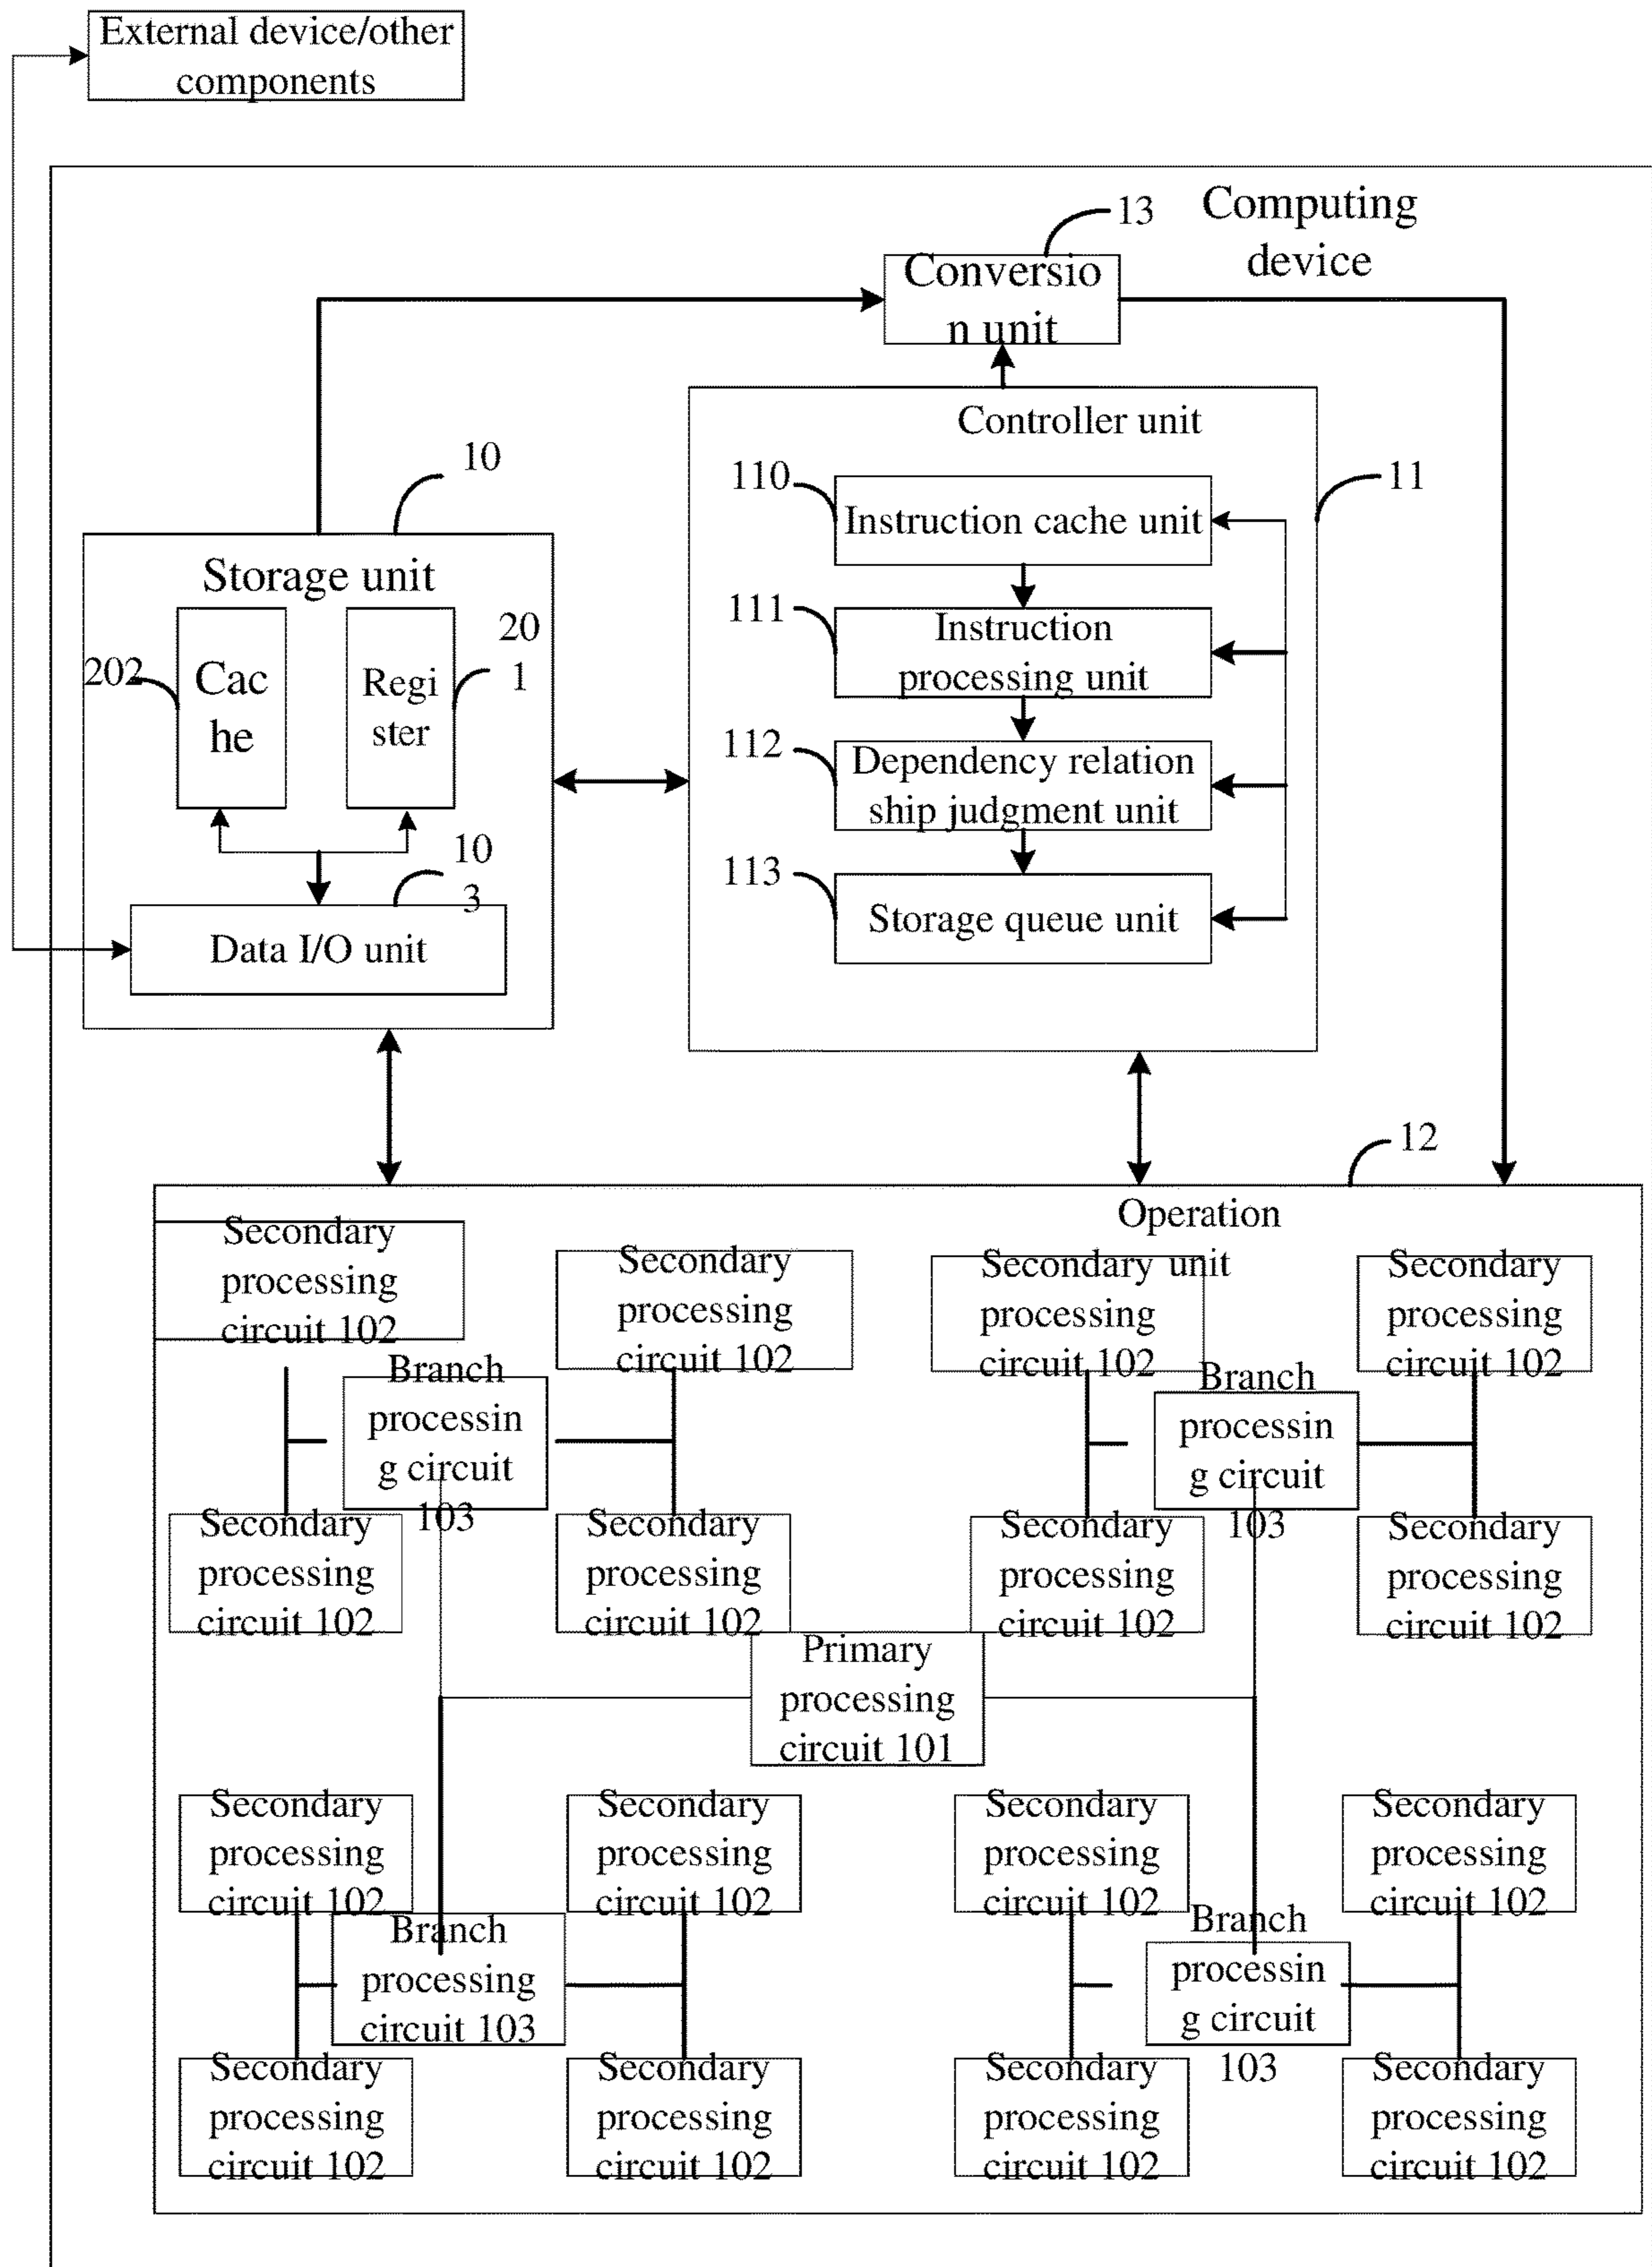 External device/other
components
13
Computing
device
Conversio
n unit
Controller unit
10
110
Instruction cache unit
11
Storage unit
111
Instruction
processing unit
20
1
202
Cac
he
Regi
ster
112
Dependency relation
ship judgment unit
10
3
113
Storage queue unit
Data I/O unit
12
Operation
unit
Secondary
processing
circuit 102
Secondary
processing
circuit 102
Secondary
processing
circuit 102
Secondary
processing
circuit 102
Branch
processin
g circuit
103
Branch
processin
g circuit
103
Secondary
processing
circuit 102
Secondary
processing
circuit 102
Secondary
processing
circuit 102
Secondary
processing
circuit 102
Primary
processing
circuit 101
Secondary
processing
circuit 102
Secondary
processing
circuit 102
Secondary
processing
circuit 102
Secondary
processing
circuit 102
Branch
processing
circuit 103
Branch
processin
g circuit
103
Secondary
processing
circuit 102
Secondary
processing
circuit 102
Secondary
processing
circuit 102
Secondary
processing
circuit 102